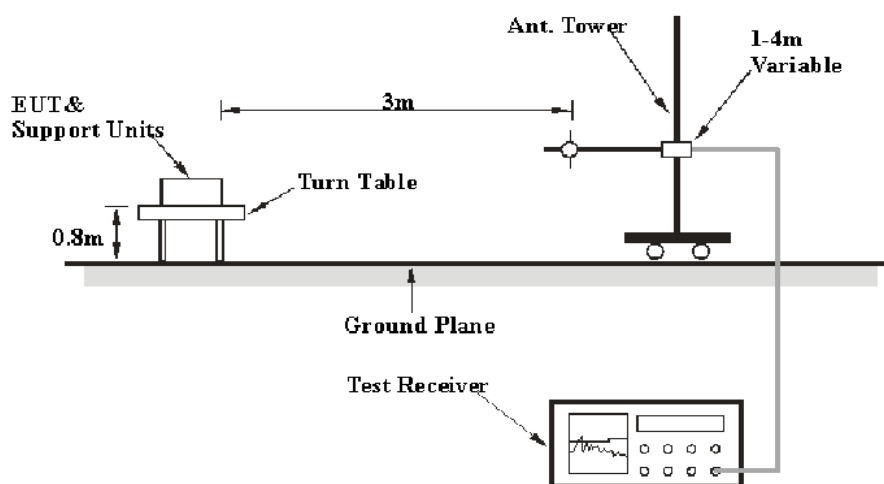 Ant. Tower
1-4m
Variable
3m
EUT&
Support Units
Turn Table
0.8m
Ground Plane
Test Receiver